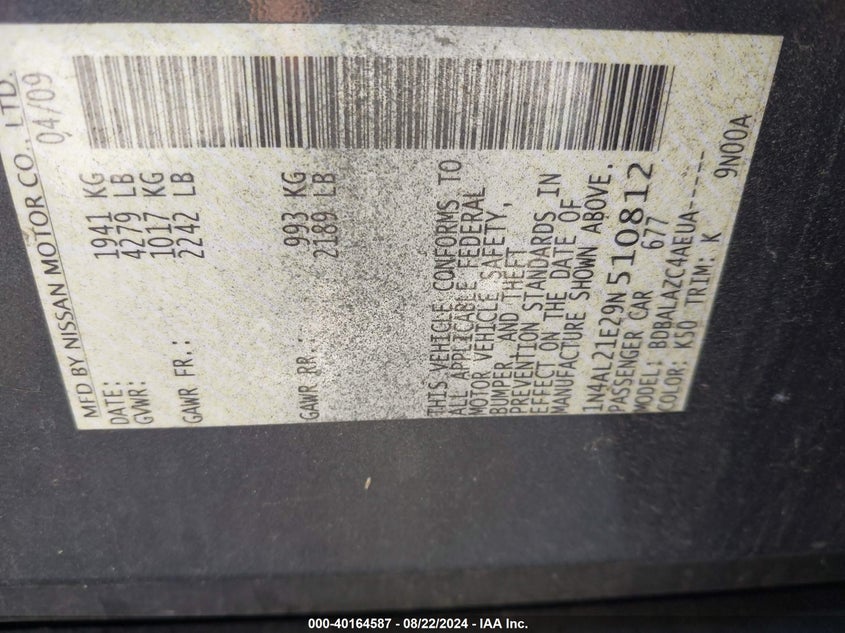 MFD BY NISSAN MOTOR CO., LTD.
DATE: 04/09
GVWR: 1941 KG
4279 LB
GAWR FR.: 1017 KG
2242 LB
GAWR RR.: 993 KG
2189 LB
THIS VEHICLE CONFORMS TO
ALL APPLICABLE FEDERAL
MOTOR VEHICLE SAFETY,
BUMPER, AND THEFT
PREVENTION STANDARDS IN
EFFECT ON THE DATE OF
MANUFACTURE SHOWN ABOVE.
1N4AL21E29N510812
PASSENGER CAR 677
MODEL: BDBALAZC4AEUA------
COLOR: K50 TRIM: K 9N00A
000-40164587 - 08/22/2024 - IAA Inc.